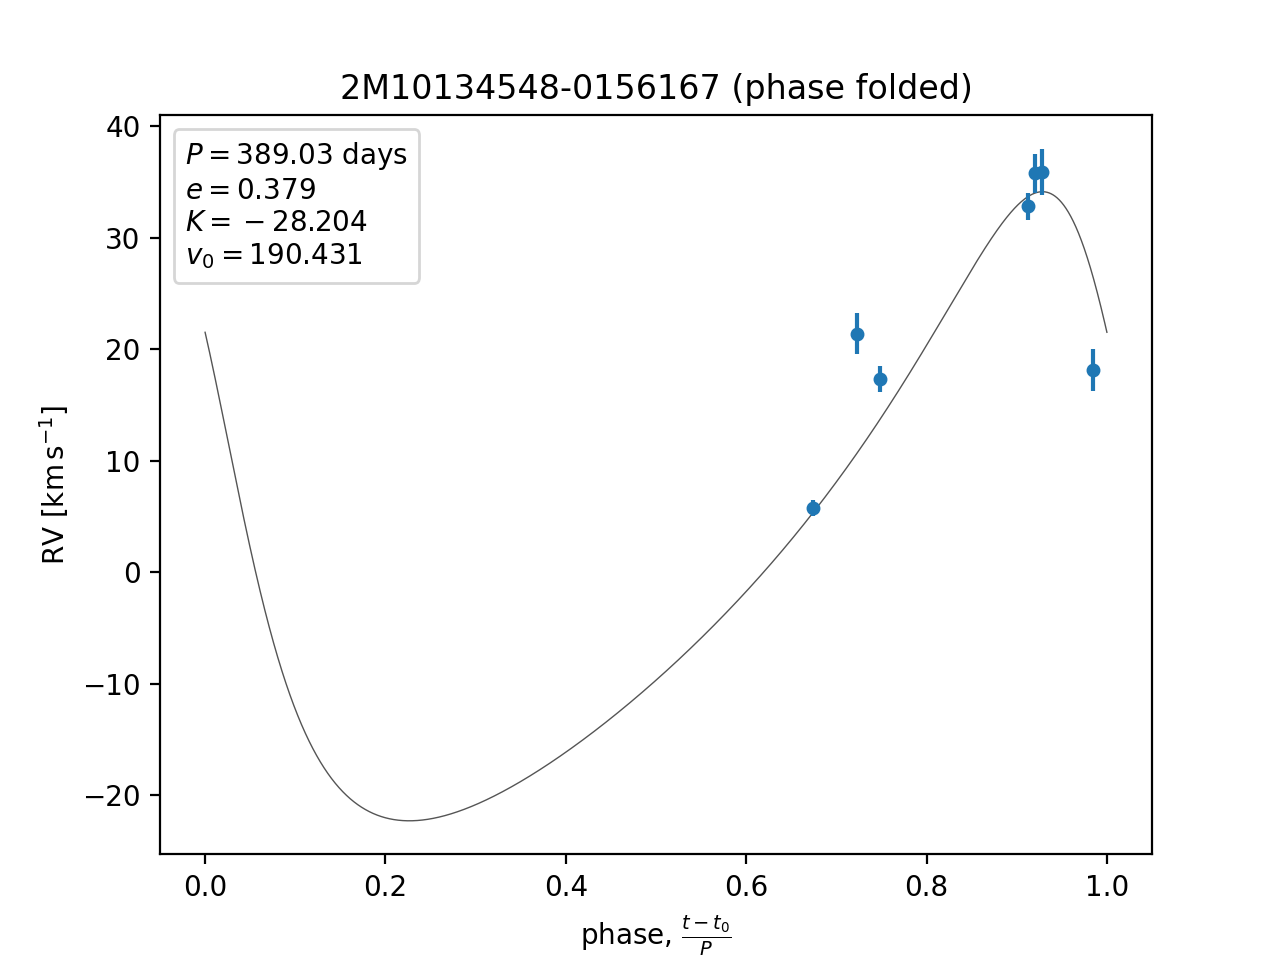 2M10134548-0156167 (phase folded)
P = 389.03 days
e = 0.379
K = − 28.204
v₀ = 190.431
40
30
20
10
0
−10
−20
RV [km s⁻¹]
0.0 0.2 0.4 0.6 0.8 1.0
phase, (t − t₀)/P